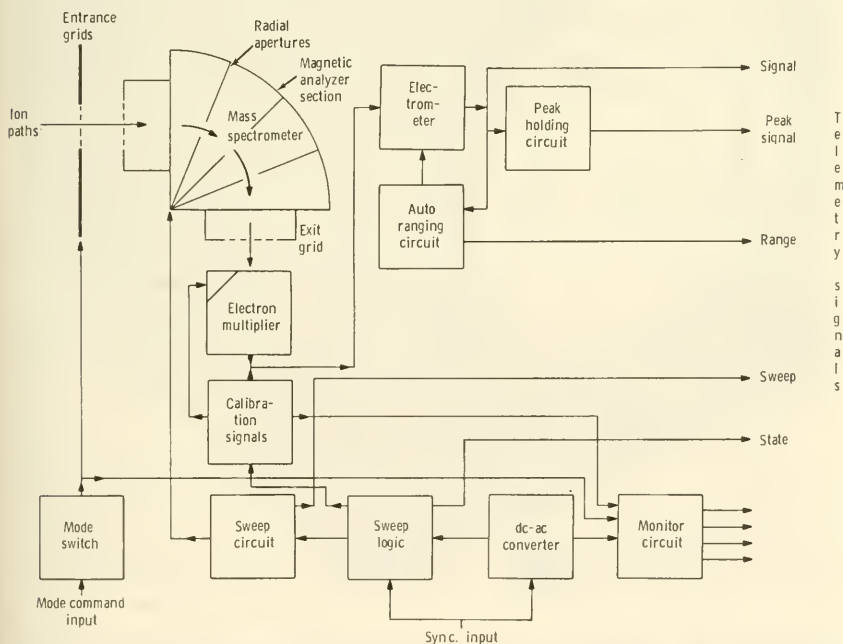 Entrance
grids
Radial
apertures
Magnetic
analyzer
section
Ion
paths
Mass
spectrometer
Exit
grid
Elec-
trom-
eter
Peak
holding
circuit
Auto
ranging
circuit
Signal
Peak
signal
Range
Telemetry signals
Electron
multiplier
Calibra-
tion
signals
Sweep
State
Mode
switch
Sweep
circuit
Sweep
logic
dc-ac
converter
Monitor
circuit
Mode command
input
Sync. input